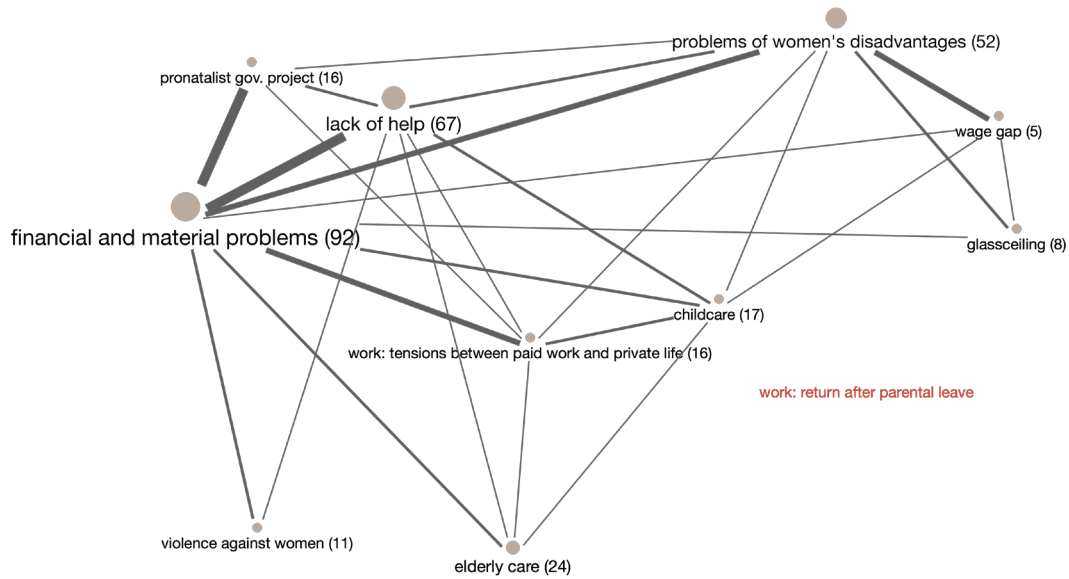 problems of women's disadvantages (52)
pronatalist gov. project (16)
lack of help (67)
wage gap (5)
financial and material problems (92)
glassceiling (8)
childcare (17)
work: tensions between paid work and private life (16)
work: return after parental leave
violence against women (11)
elderly care (24)